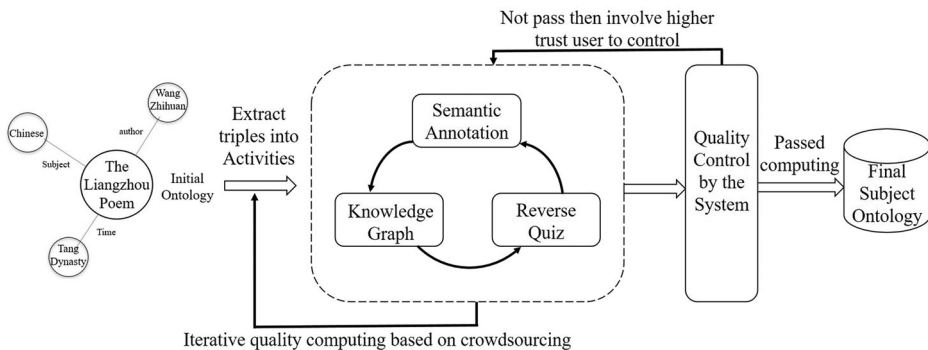 Not pass then involve higher
trust user to control
Wang
Zhihuan
Chinese
author
Subject
The
Liangzhou
Poem
Initial
Ontology
Time
Tang
Dynasty
Extract
triples into
Activities
Semantic
Annotation
Knowledge
Graph
Reverse
Quiz
Quality
Control
by the
System
Passed
computing
Final
Subject
Ontology
Iterative quality computing based on crowdsourcing